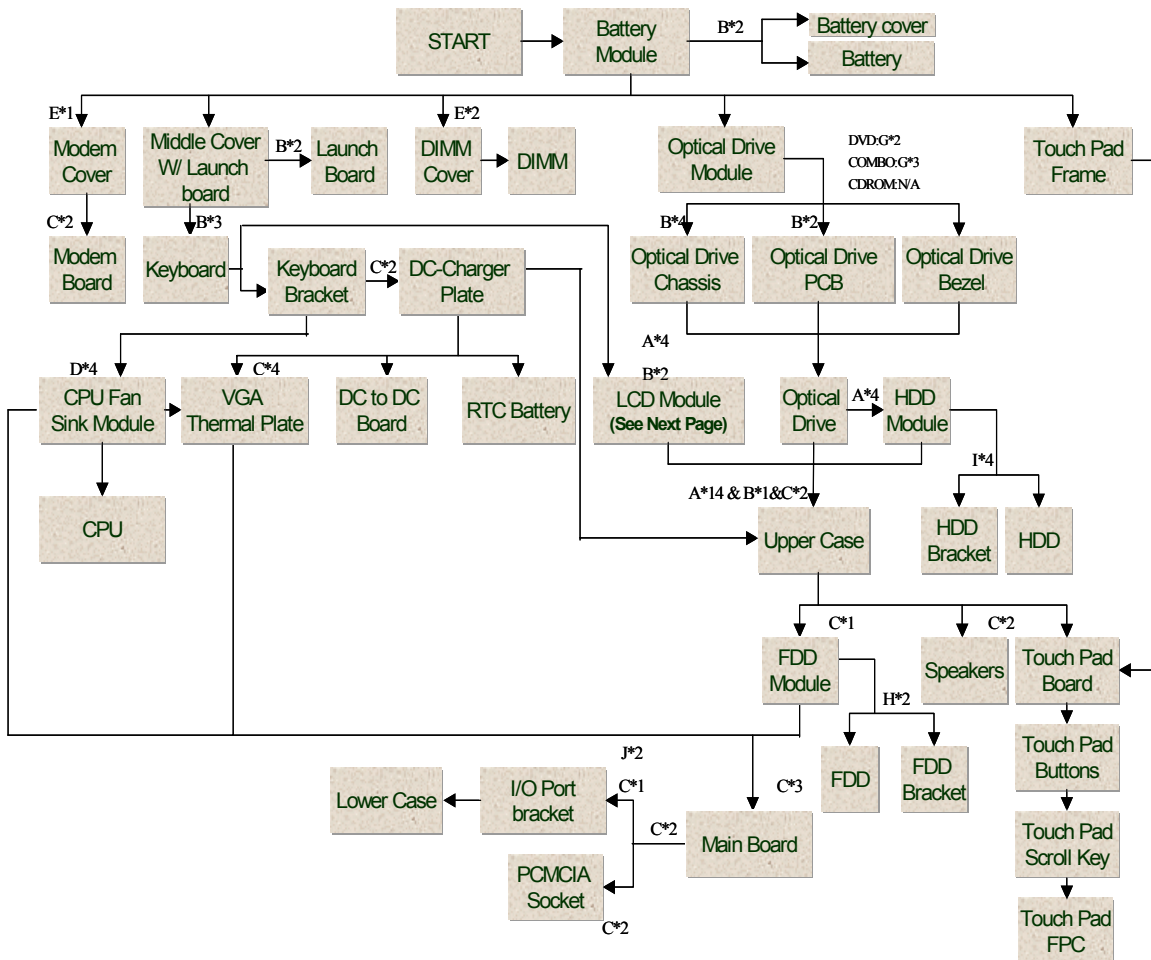 START
Battery
Module
B*2
Battery cover
Battery
E*1
Modem
Cover
C*2
Modem
Board
Middle Cover
W/ Launch
board
B*2
Launch
Board
B*3
Keyboard
E*2
DIMM
Cover
DIMM
Optical Drive
Module
DVD:G*2
COMBO:G*3
CDROM:N/A
Touch Pad
Frame
Keyboard
Bracket
C*2
DC-Charger
Plate
B*4
Optical Drive
Chassis
B*2
Optical Drive
PCB
Optical Drive
Bezel
D*4
CPU Fan
Sink Module
C*4
VGA
Thermal Plate
DC to DC
Board
RTC Battery
A*4
B*2
LCD Module
(See Next Page)
Optical
Drive
A*4
HDD
Module
I*4
HDD
Bracket
HDD
CPU
A*14 & B*1&C*2
Upper Case
C*1
FDD
Module
H*2
FDD
FDD
Bracket
Speakers
C*2
Touch Pad
Board
Touch Pad
Buttons
Touch Pad
Scroll Key
Touch Pad
FPC
J*2
C*3
Main Board
C*2
C*1
I/O Port
bracket
Lower Case
PCMCIA
Socket
C*2